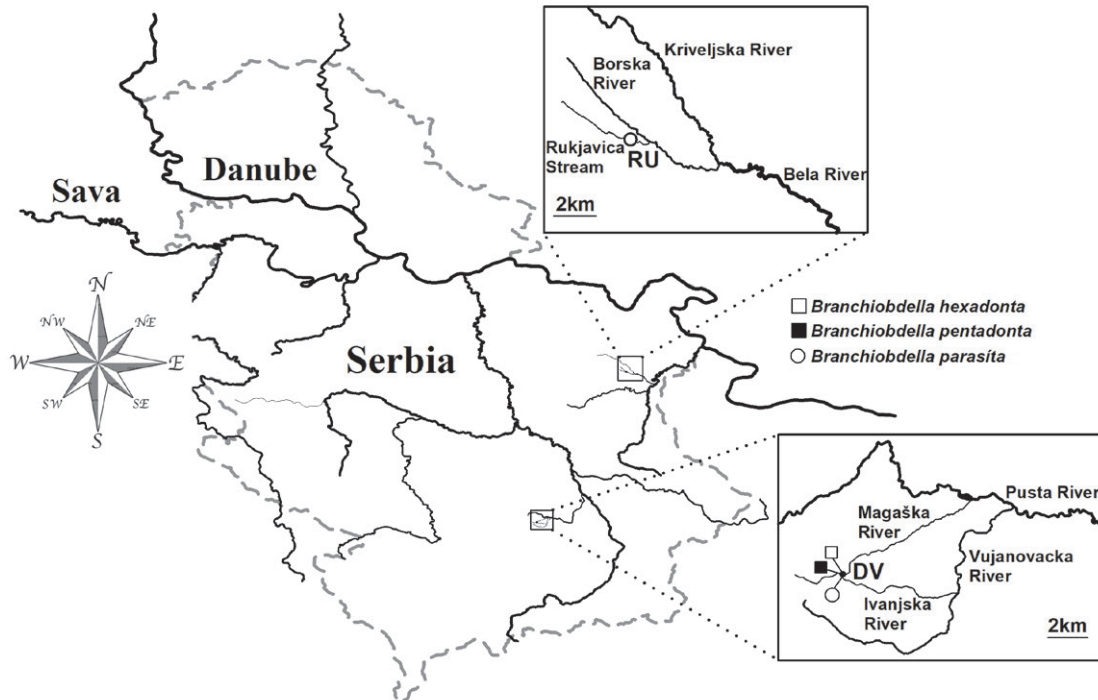 Kriveljska River
Borska
River
Rukjavica
Stream
RU
Bela River
2km
Danube
Sava
N
NW
NE
W
E
SW
SE
S
Serbia
Branchiobdella hexadonta
Branchiobdella pentadonta
Branchiobdella parasita
Pusta River
Magaška
River
Vujanovacka
River
DV
Ivanjska
River
2km